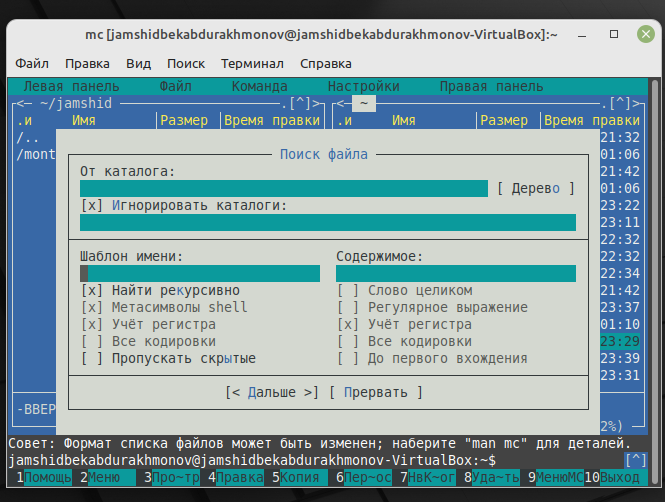 mc [jamshidbekabdurakhmonov@jamshidbekabdurakhmonov-VirtualBox]:~
Файл Правка Вид Поиск Терминал Справка
Левая панель Файл Команда Настройки Правая панель
<— ~/jamshid .[^]> <— ~ .[^]>
.и Имя Размер Время правки .и Имя Размер Время правки
/.. 21:32
/mont 01:06
Поиск файла
21:42
От каталога:
01:06
[ Дерево ]
[x] Игнорировать каталоги: 23:22
23:11
22:32
Шаблон имени: Содержимое: 22:32
22:34
[x] Найти рекурсивно [ ] Слово целиком 21:42
[x] Метасимволы shell [ ] Регулярное выражение 23:37
[x] Учёт регистра [x] Учёт регистра 01:10
[ ] Все кодировки [ ] Все кодировки 23:29
[ ] Пропускать скрытые [ ] До первого вхождения 23:39
23:31
[< Дальше >] [ Прервать ]
-ВВЕР
2%)
Совет: Формат списка файлов может быть изменен; наберите "man mc" для деталей.
jamshidbekabdurakhmonov@jamshidbekabdurakhmonov-VirtualBox:~$ [^]
1Помощь 2Меню 3Про~тр 4Правка 5Копия 6Пер~ос 7НвК~ог 8Уда~ть 9МенюMC 10Выход